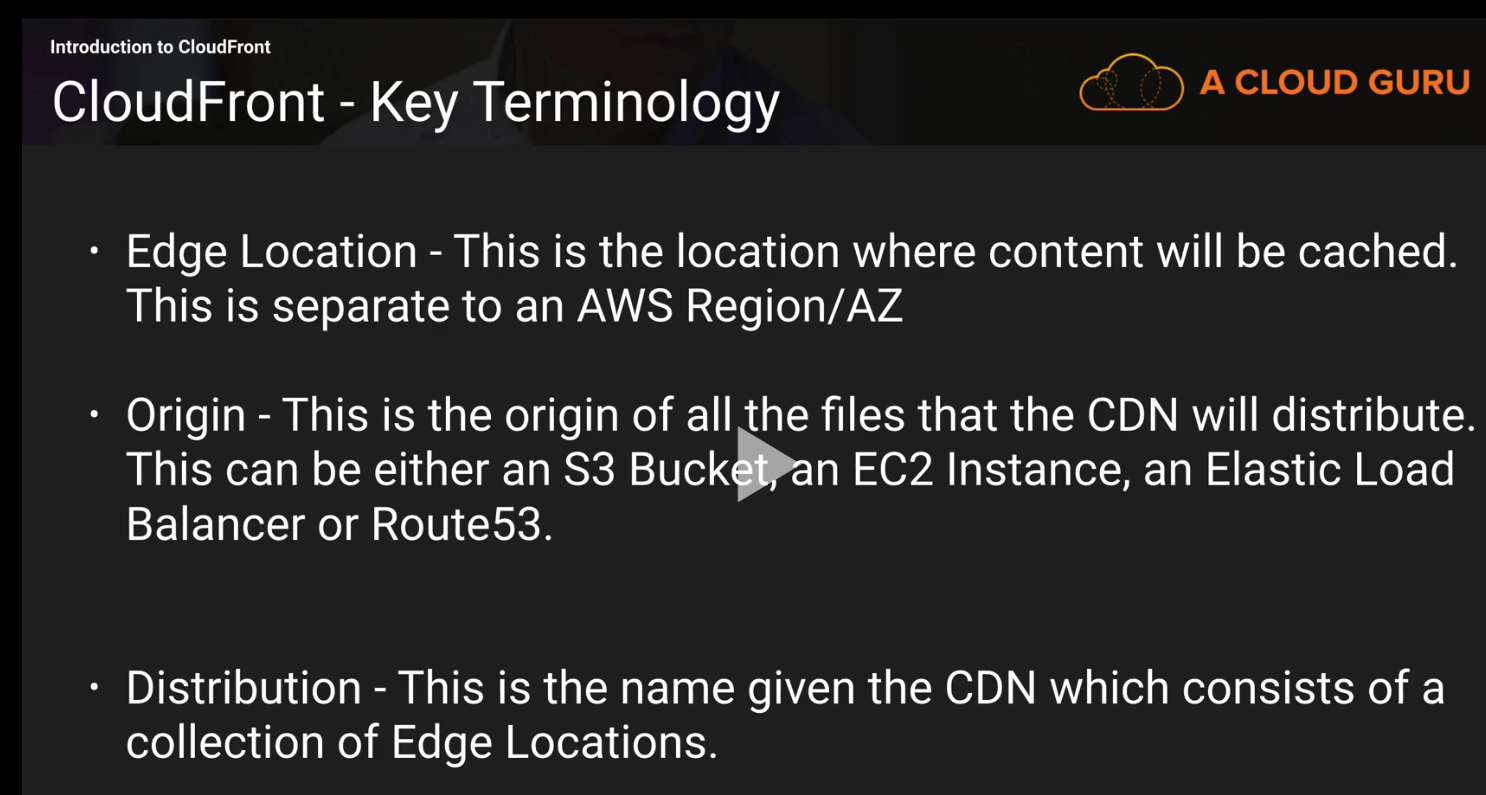 Introduction to CloudFront
CloudFront - Key Terminology
A CLOUD GURU
• Edge Location - This is the location where content will be cached.
This is separate to an AWS Region/AZ
• Origin - This is the origin of all the files that the CDN will distribute.
This can be either an S3 Bucket, an EC2 Instance, an Elastic Load
Balancer or Route53.
• Distribution - This is the name given the CDN which consists of a
collection of Edge Locations.